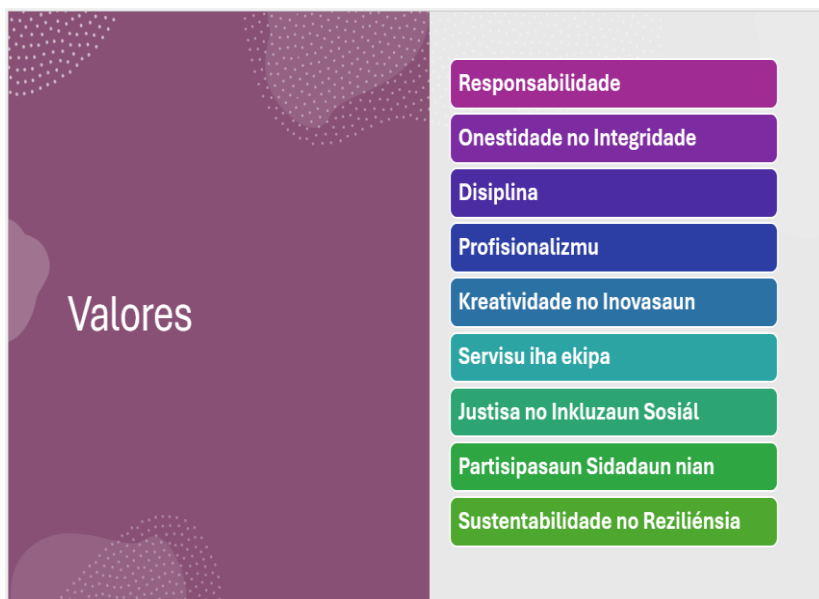 Valores
Responsabilidade
Onestidade no Integridade
Disiplina
Profisionalizmu
Kreatividade no Inovasaun
Servisu iha ekipa
Justisa no Inkluzaun Sosiál
Partisipasaun Sidadaun nian
Sustentabilidade no Reziliénsia